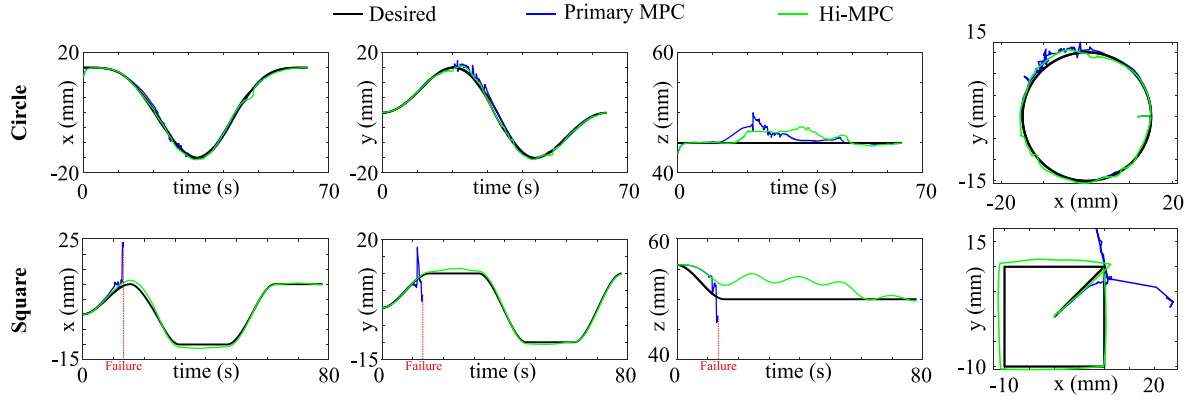 Desired Primary MPC Hi-MPC
Circle
20
x (mm)
-20
0 time (s) 70
20
y (mm)
-20
0 time (s) 70
60
z (mm)
40
0 time (s) 70
15
y (mm)
-15
-20 x (mm) 20
Square
25
x (mm)
-15
Failure
0 time (s) 80
20
y (mm)
-15
Failure
0 time (s) 80
60
z (mm)
40
Failure
0 time (s) 80
15
y (mm)
-10
-10 x (mm) 20